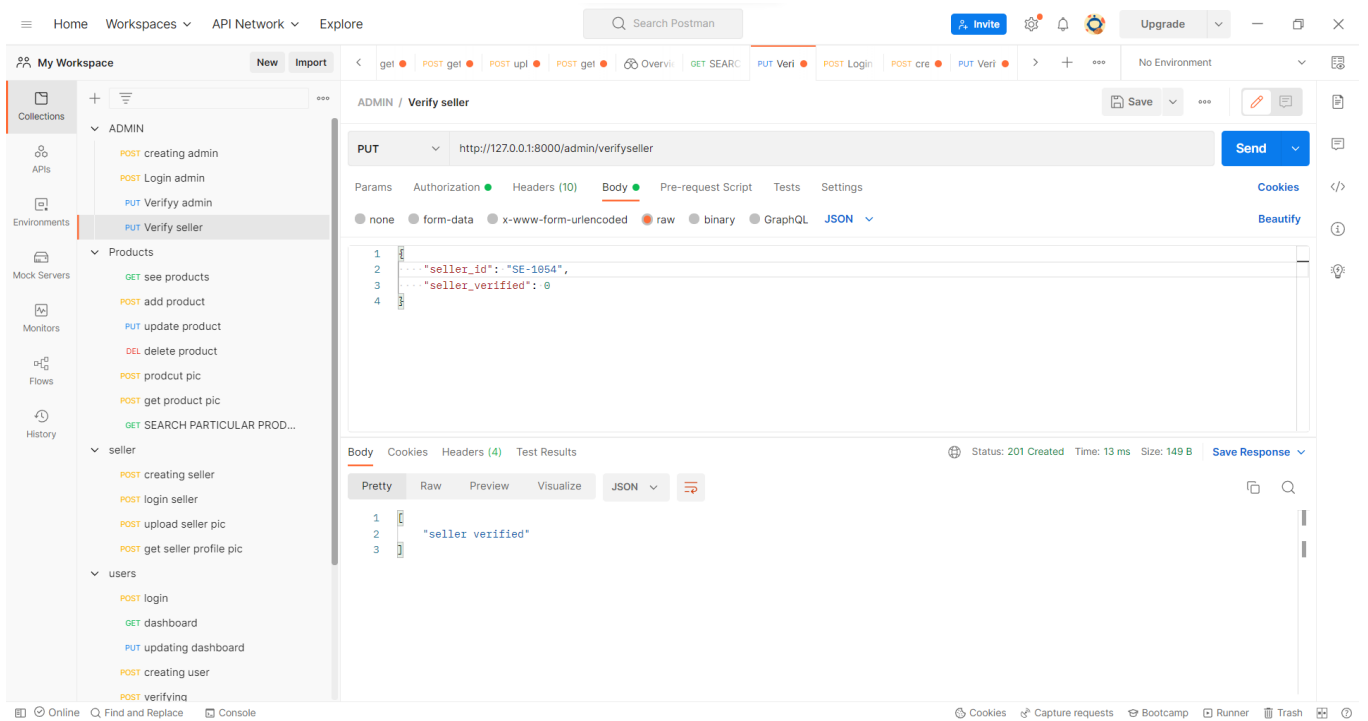 Home Workspaces API Network Explore Search Postman Invite Upgrade
My Workspace New Import get POST get POST upl POST get Overvi GET SEARC PUT Veri POST Login POST cre PUT Veri No Environment
Collections
APIs
Environments
Mock Servers
Monitors
Flows
History
ADMIN
POST creating admin
POST Login admin
PUT Verifyy admin
PUT Verify seller
Products
GET see products
POST add product
PUT update product
DEL delete product
POST prodcut pic
POST get product pic
GET SEARCH PARTICULAR PROD...
seller
POST creating seller
POST login seller
POST upload seller pic
POST get seller profile pic
users
POST login
GET dashboard
PUT updating dashboard
POST creating user
POST verifying
ADMIN / Verify seller Save
PUT http://127.0.0.1:8000/admin/verifyseller Send
Params Authorization Headers (10) Body Pre-request Script Tests Settings Cookies
none form-data x-www-form-urlencoded raw binary GraphQL JSON Beautify
1 {
2 "seller_id": "SE-1054",
3 "seller_verified": 0
4 }
Body Cookies Headers (4) Test Results Status: 201 Created Time: 13 ms Size: 149 B Save Response
Pretty Raw Preview Visualize JSON
1 [
2 "seller verified"
3 ]
Online Find and Replace Console Cookies Capture requests Bootcamp Runner Trash